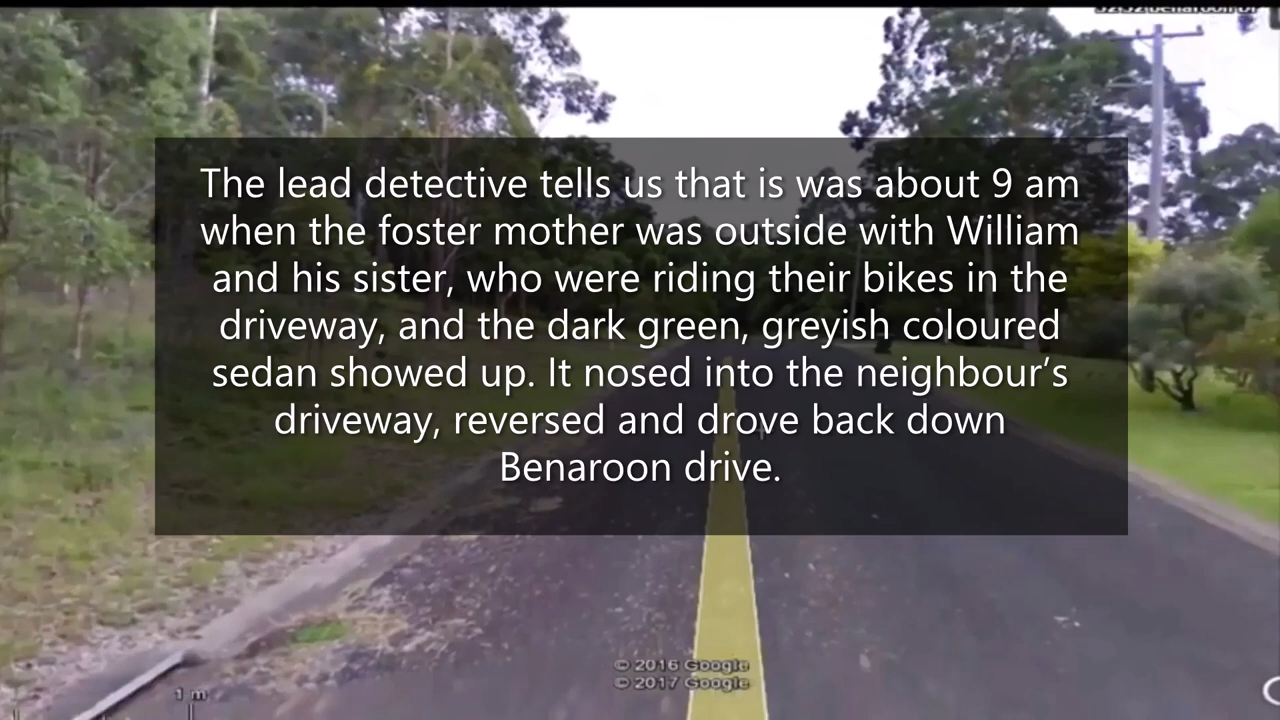 The lead detective tells us that is was about 9 am
when the foster mother was outside with William
and his sister, who were riding their bikes in the
driveway, and the dark green, greyish coloured
sedan showed up. It nosed into the neighbour’s
driveway, reversed and drove back down
Benaroon drive.
© 2016 Google
© 2017 Google
1 m